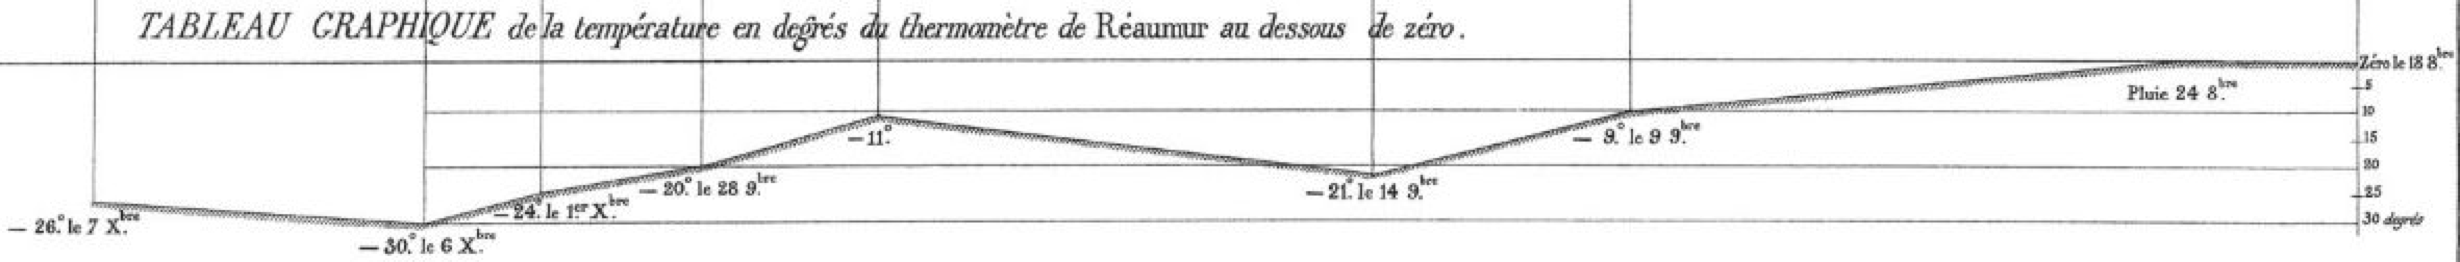 TABLEAU GRAPHIQUE de la température en degrés du thermomètre de Réaumur au dessous de zéro.
Zéro le 18 8.bre
5
Pluie 24 8.bre
10
— 9.° le 9 9.bre
— 11.°
15
20
— 21.° le 14 9.bre
— 20.° le 28 9.bre
25
— 24.° le 1.er X.bre
30 degrés
— 26.° le 7 X.bre
— 30.° le 6 X.bre